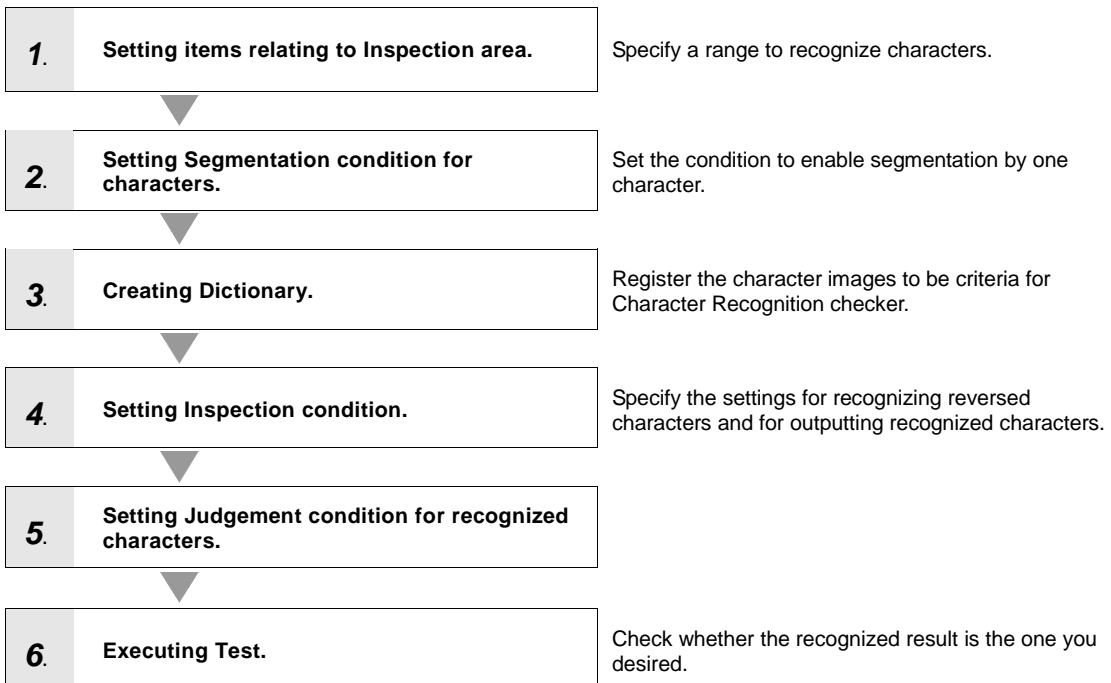 1. Setting items relating to Inspection area. Specify a range to recognize characters.
2. Setting Segmentation condition for
characters.
Set the condition to enable segmentation by one
character.
3. Creating Dictionary.
Register the character images to be criteria for
Character Recognition checker.
4. Setting Inspection condition.
Specify the settings for recognizing reversed
characters and for outputting recognized characters.
5. Setting Judgement condition for recognized
characters.
6. Executing Test.
Check whether the recognized result is the one you
desired.